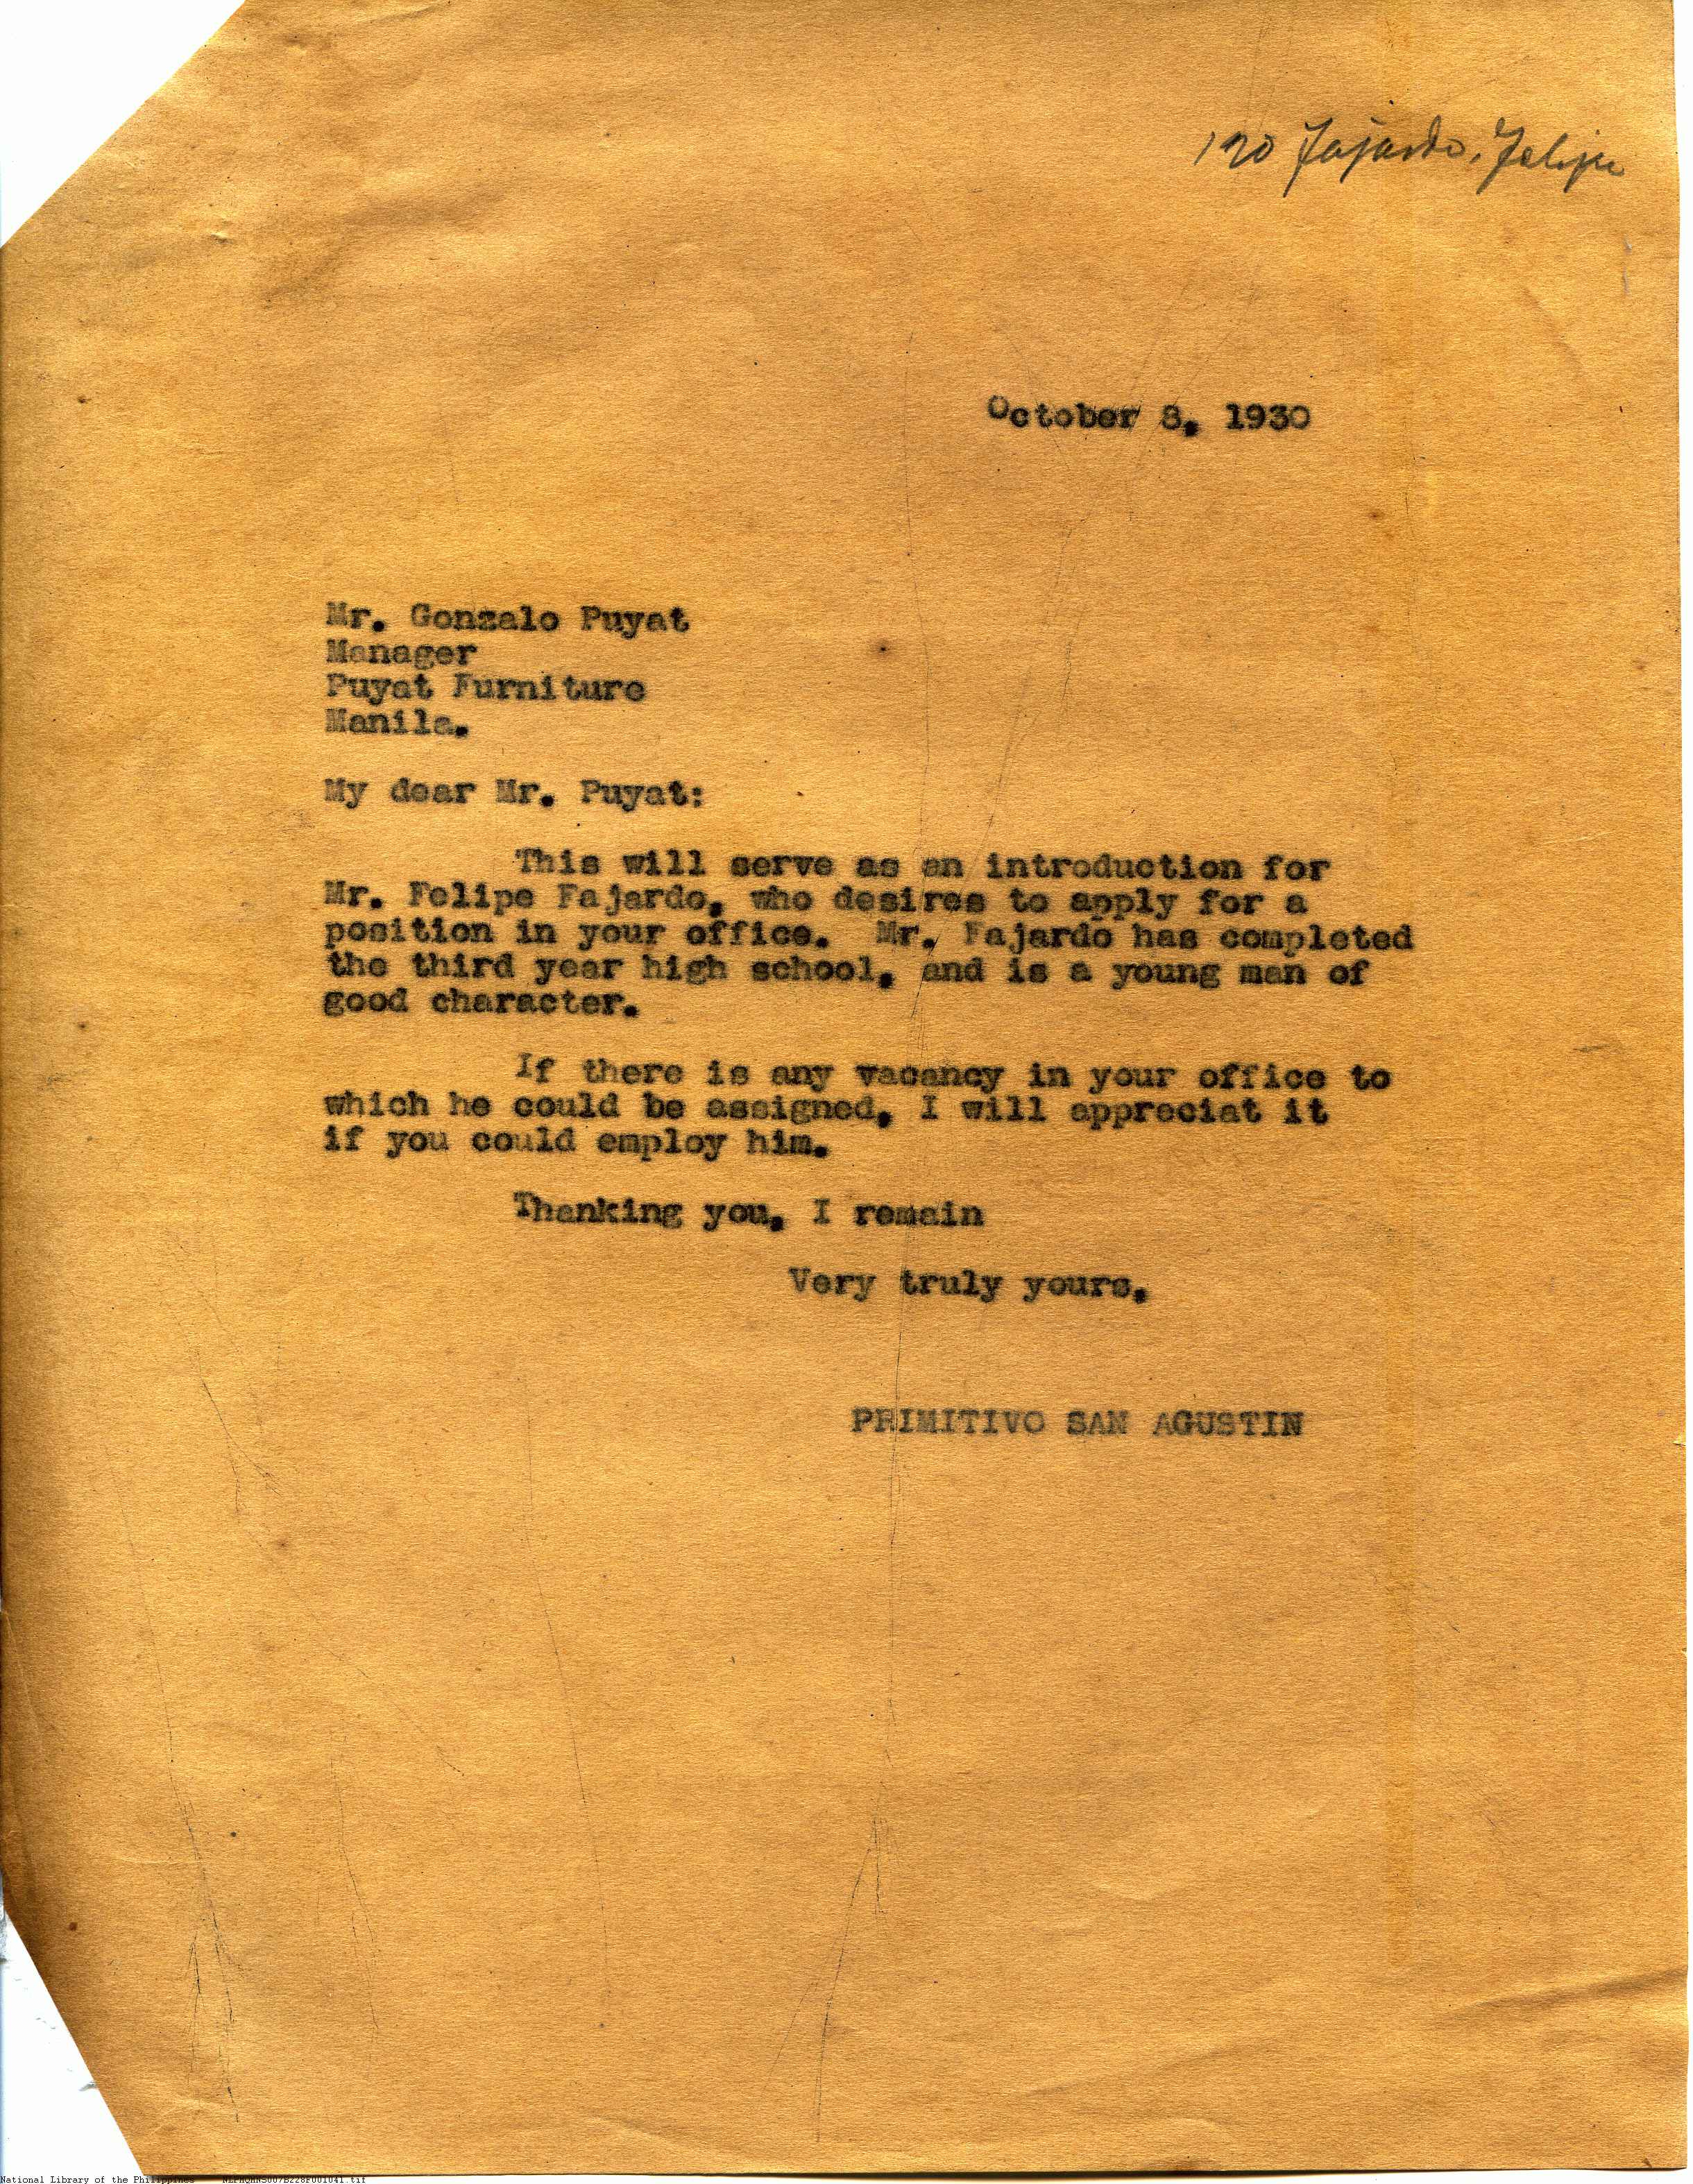 120 Fajardo, Felipe
October 8, 1930
Mr. Gonzalo Puyat
Manager
Puyat Furniture
Manila.
My dear Mr. Puyat:
This will serve as an introduction for
Mr. Felipe Fajardo, who desires to apply for a
position in your office. Mr. Fajardo has completed
the third year high school, and is a young man of
good character.
If there is any vacancy in your office to
which he could be assigned, I will appreciat it
if you could employ him.
Thanking you, I remain
Very truly yours,
PRIMITIVO SAN AGUSTIN
National Library of the Philippines